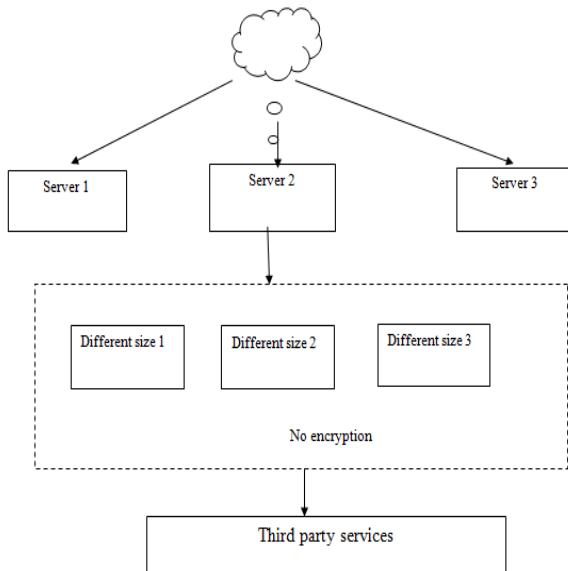 Server 1
Server 2
Server 3
Different size 1
Different size 2
Different size 3
No encryption
Third party services